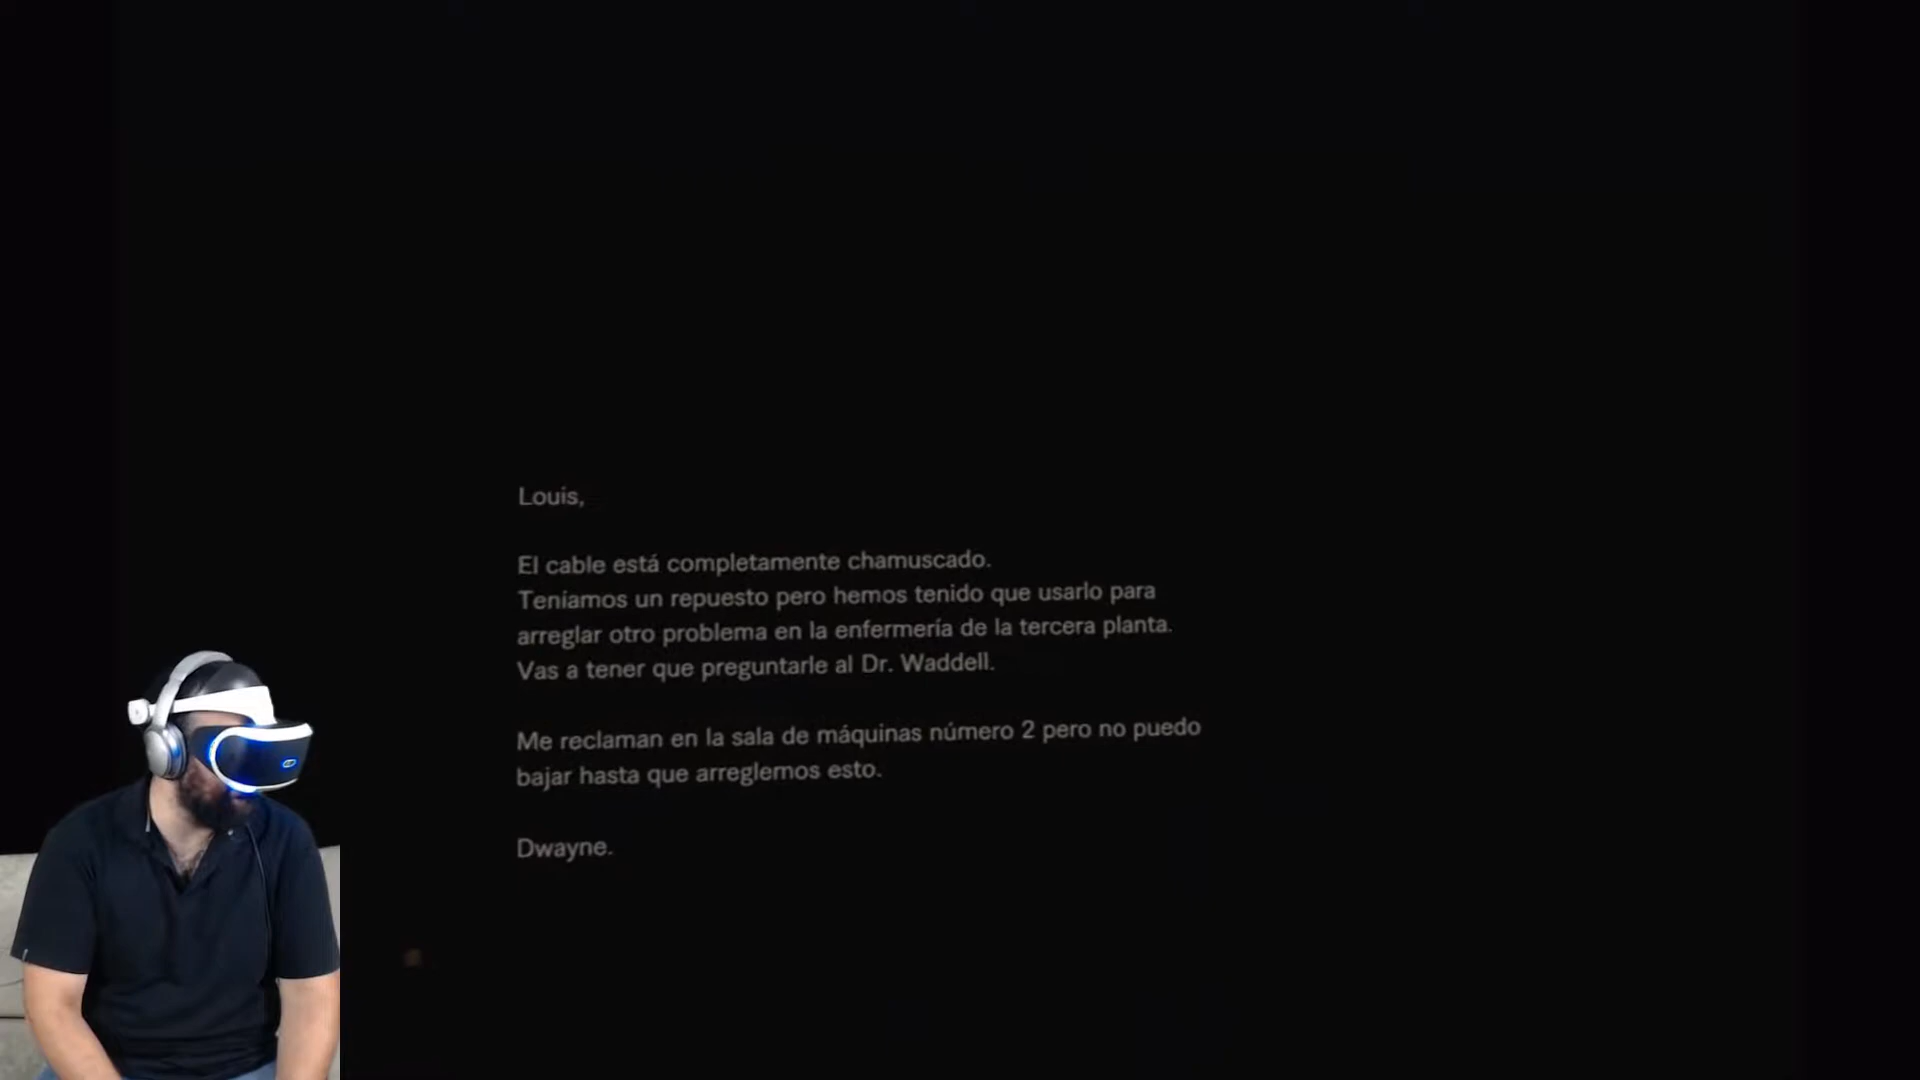 Louis,
El cable está completamente chamuscado.
Teníamos un repuesto pero hemos tenido que usarlo para
arreglar otro problema en la enfermería de la tercera planta.
Vas a tener que preguntarle al Dr. Waddell.
Me reclaman en la sala de máquinas número 2 pero no puedo
bajar hasta que arreglemos esto.
Dwayne.